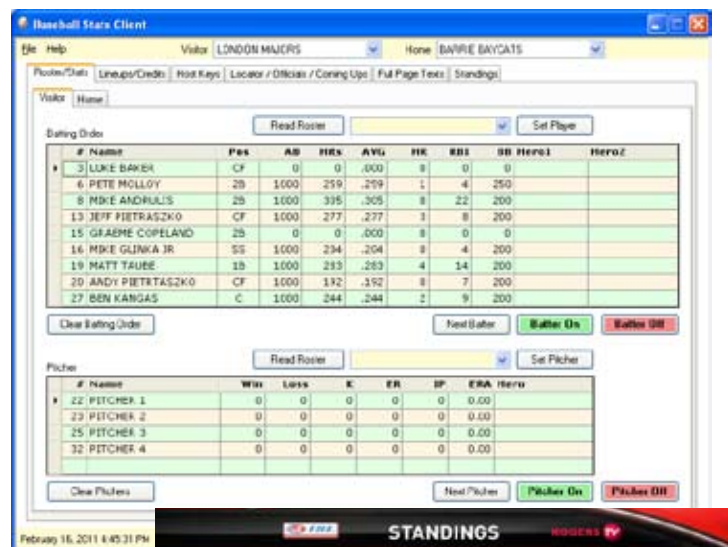 Baseball Stars Client
File Help Visitor LONDON MAJORS Home BARRIE BAYCATS
Roster/Stats Lineups/Credits Host Keys Locator / Officials / Coming Ups Full Page Texts Standings
Visitor Home
Batting Order Read Roster Set Player
# Name Pos AB Hits AVG HR RBI BB Hero1 Hero2
3 LUKE BAKER CF 0 0 .000 0 0 0
6 PETE MOLLOY 2B 1000 259 .259 1 4 250
8 MIKE ANDRULIS 2B 1000 305 .305 0 22 200
13 JEFF PIETRASZKO CF 1000 277 .277 3 8 200
15 GRAEME COPELAND 2B 0 0 .000 0 0 0
16 MIKE GLINKA JR SS 1000 204 .204 0 4 200
19 MATT TAUBE 1B 1000 283 .283 4 14 200
20 ANDY PIETRTASZKO CF 1000 192 .192 0 7 200
27 BEN KANGAS C 1000 244 .244 2 9 200
Clear Batting Order Next Batter Batter On Batter Off
Pitcher Read Roster Set Pitcher
# Name Win Loss K ER IP ERA Hero
22 PITCHER 1 0 0 0 0 0 0.00
23 PITCHER 2 0 0 0 0 0 0.00
25 PITCHER 3 0 0 0 0 0 0.00
32 PITCHER 4 0 0 0 0 0 0.00
Clear Pitchers Next Pitcher Pitcher On Pitcher Off
February 16, 2011 4:45:31 PM STANDINGS ROGERS TV